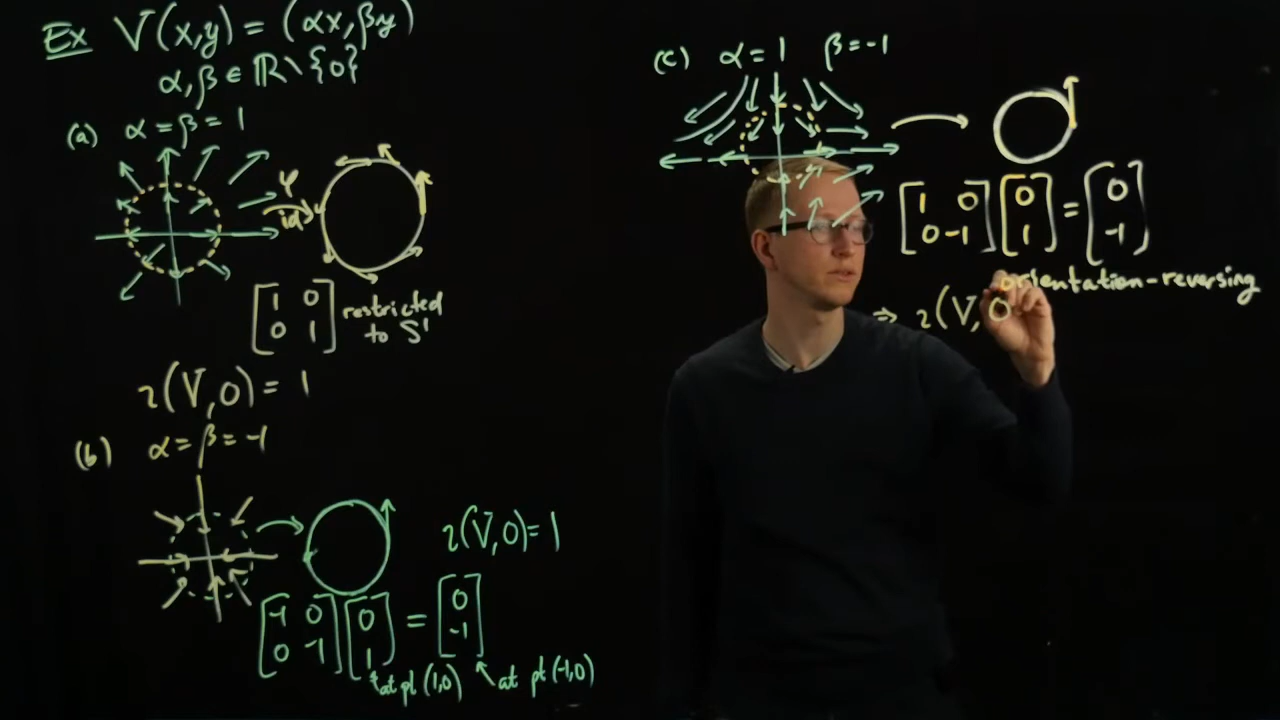 Ex V(x,y) = (αx, βy)
α, β ∈ ℝ∖{0}
(a) α = β = 1
φ
id
[1 0; 0 1] restricted to S¹
ι(V, 0) = 1
(b) α = β = -1
ι(V, 0) = 1
[-1 0; 0 -1] [0; 1] = [0; -1]
at pt (1,0) at pt (-1,0)
(c) α = 1 β = -1
[1 0; 0 -1] [0; 1] = [0; -1]
orientation-reversing
⇒ ι(V, 0